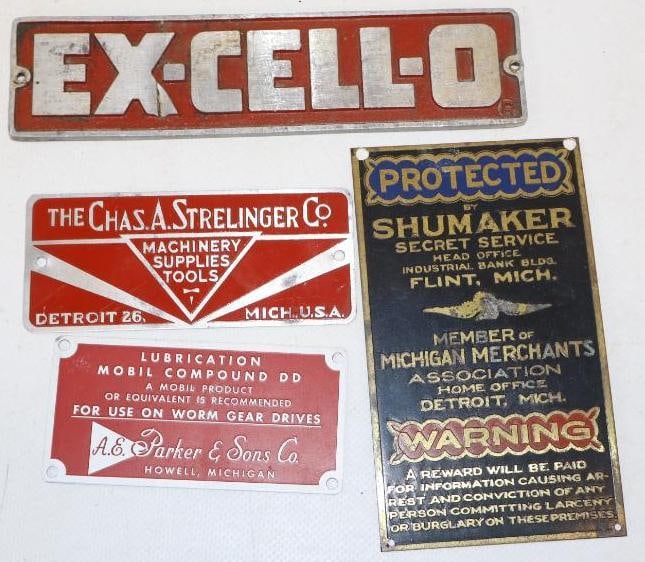 EX-CELL-O
THE CHAS. A. STRELINGER CO.
MACHINERY
SUPPLIES
TOOLS
DETROIT 26, MICH., U.S.A.
LUBRICATION
MOBIL COMPOUND DD
A MOBIL PRODUCT
OR EQUIVALENT IS RECOMMENDED
FOR USE ON WORM GEAR DRIVES
A.E. Parker & Sons Co.
HOWELL, MICHIGAN
PROTECTED
BY
SHUMAKER
SECRET SERVICE
HEAD OFFICE
INDUSTRIAL BANK BLDG.
FLINT, MICH.
MEMBER OF
MICHIGAN MERCHANTS
ASSOCIATION
HOME OFFICE
DETROIT, MICH.
WARNING
A REWARD WILL BE PAID
FOR INFORMATION CAUSING AR-
REST AND CONVICTION OF ANY
PERSON COMMITTING LARCENY
OR BURGLARY ON THESE PREMISES.